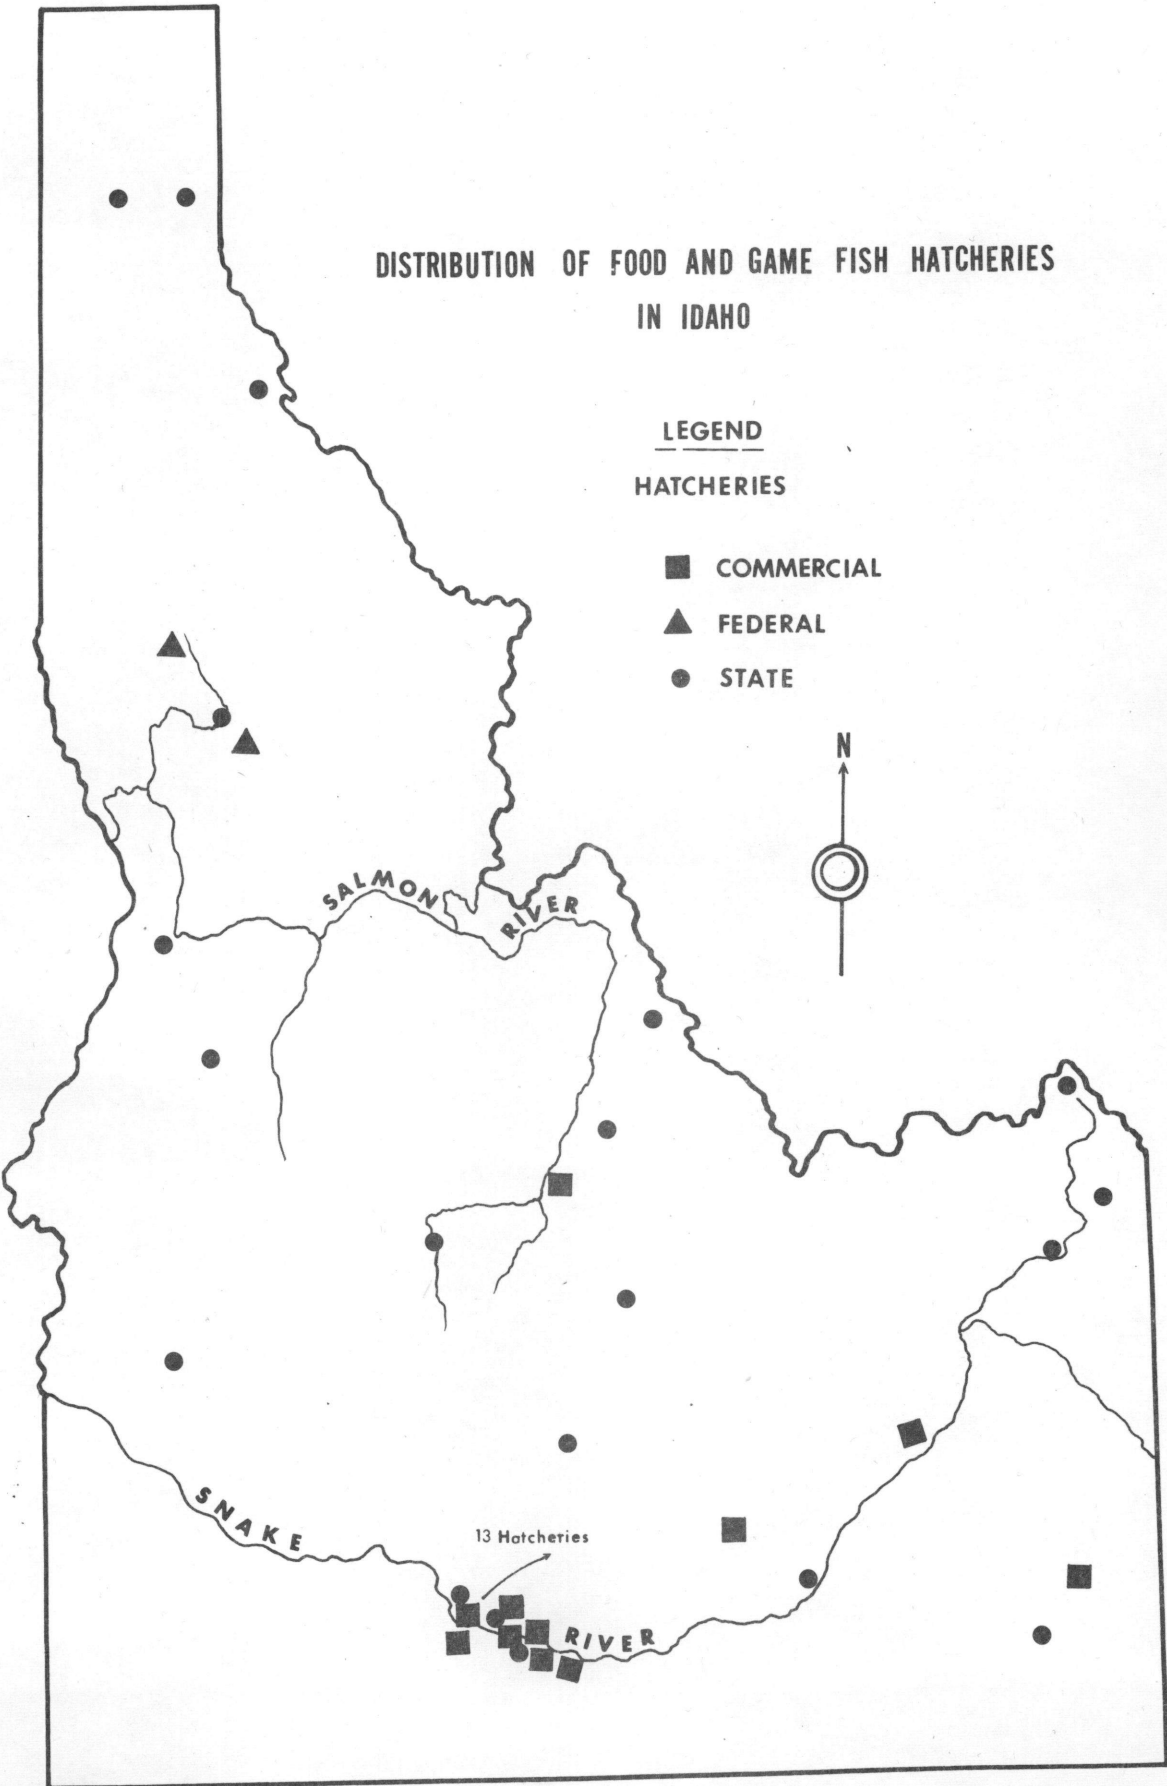 DISTRIBUTION OF FOOD AND GAME FISH HATCHERIES
IN IDAHO
LEGEND
HATCHERIES
COMMERCIAL
FEDERAL
STATE
N
SALMON RIVER
SNAKE RIVER
13 Hatcheries